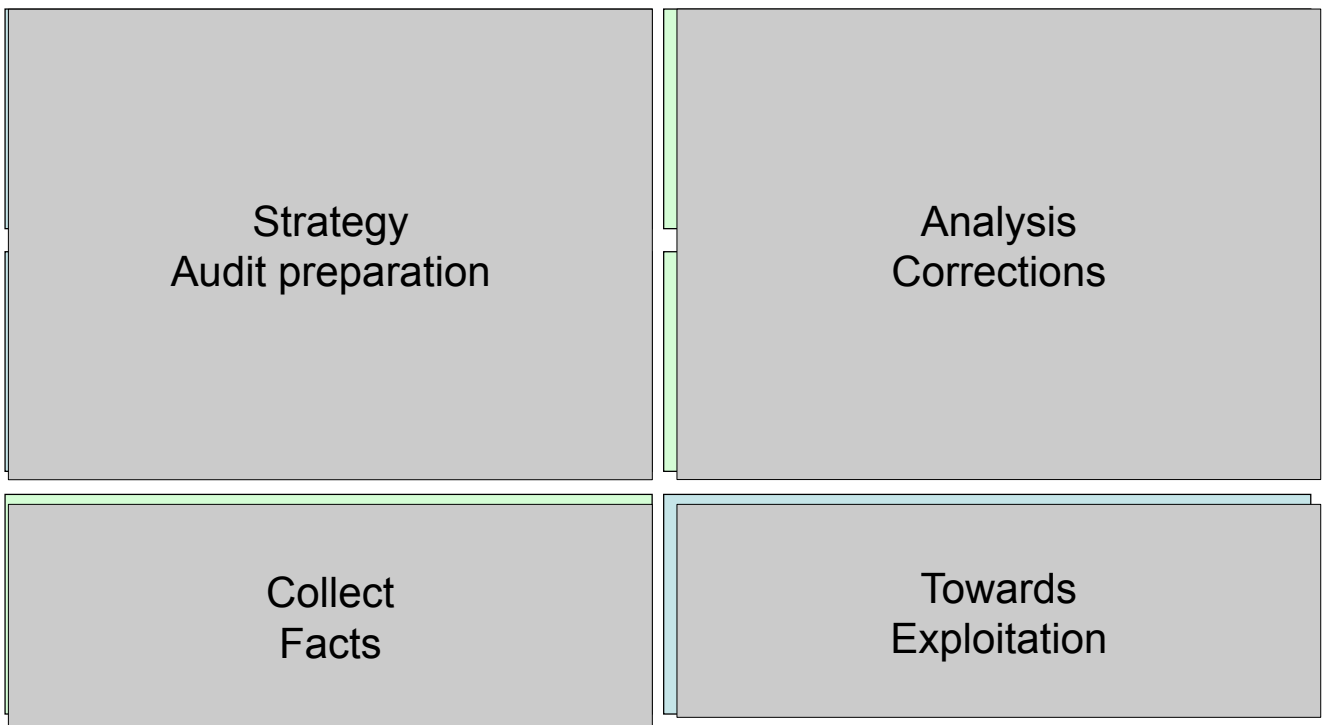 Strategy
Audit preparation
Analysis
Corrections
Collect
Facts
Towards
Exploitation